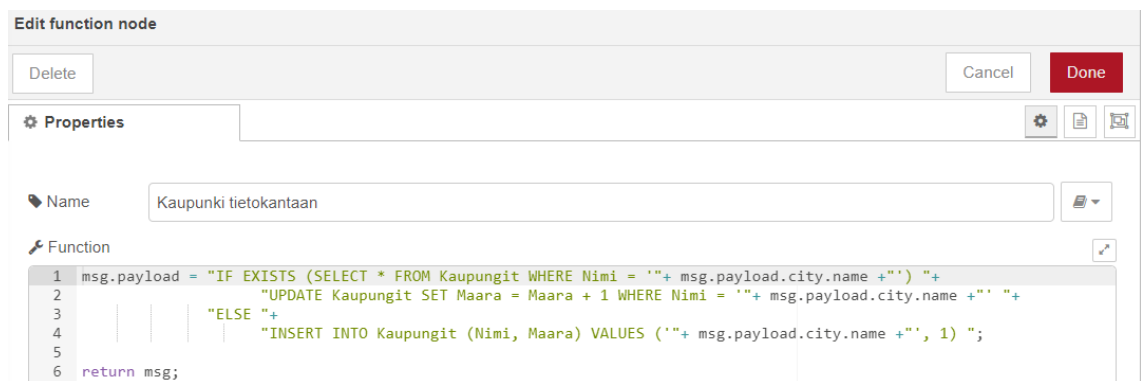 Edit function node
Delete Cancel Done
Properties
Name Kaupunki tietokantaan
Function
1 msg.payload = "IF EXISTS (SELECT * FROM Kaupungit WHERE Nimi = '"+ msg.payload.city.name +"') "+
2 "UPDATE Kaupungit SET Maara = Maara + 1 WHERE Nimi = '"+ msg.payload.city.name +"' "+
3 "ELSE "+
4 "INSERT INTO Kaupungit (Nimi, Maara) VALUES ('"+ msg.payload.city.name +"', 1) ";
5
6 return msg;